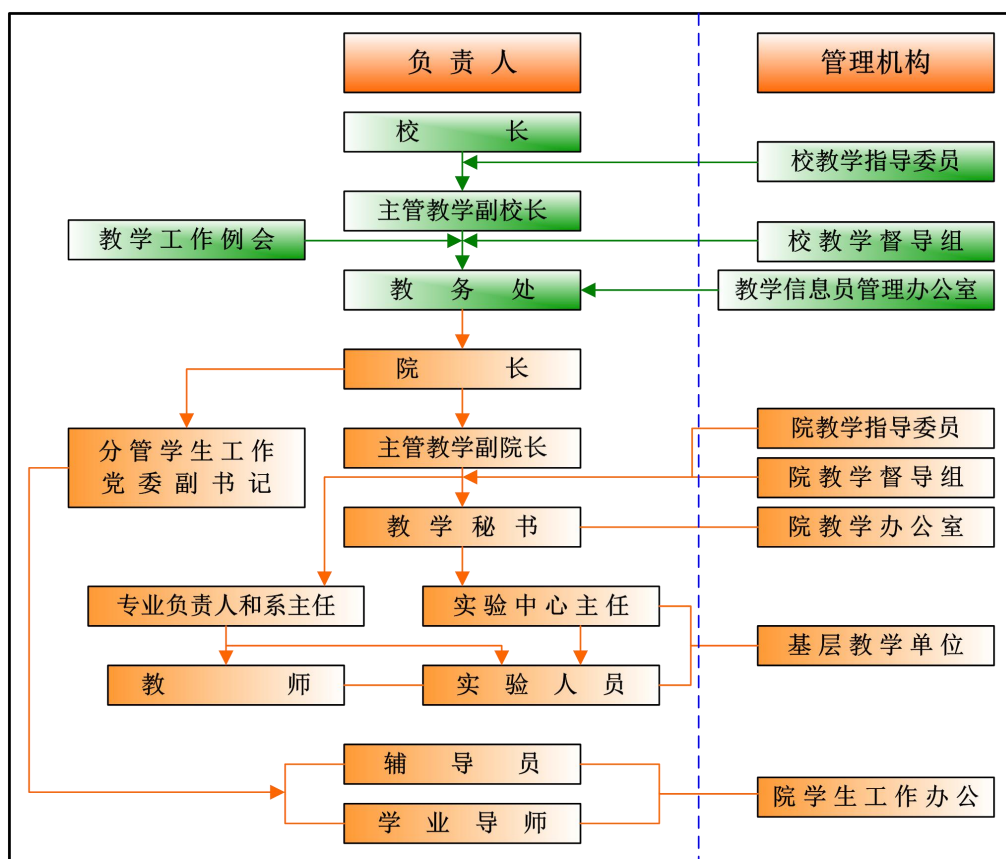 负责人
管理机构
校长
校教学指导委员
主管教学副校长
教学工作例会
校教学督导组
教务处
教学信息员管理办公室
院长
分管学生工作
党委副书记
主管教学副院长
院教学指导委员
院教学督导组
教学秘书
院教学办公室
专业负责人和系主任
实验中心主任
基层教学单位
教师
实验人员
辅导员
院学生工作办公
学业导师